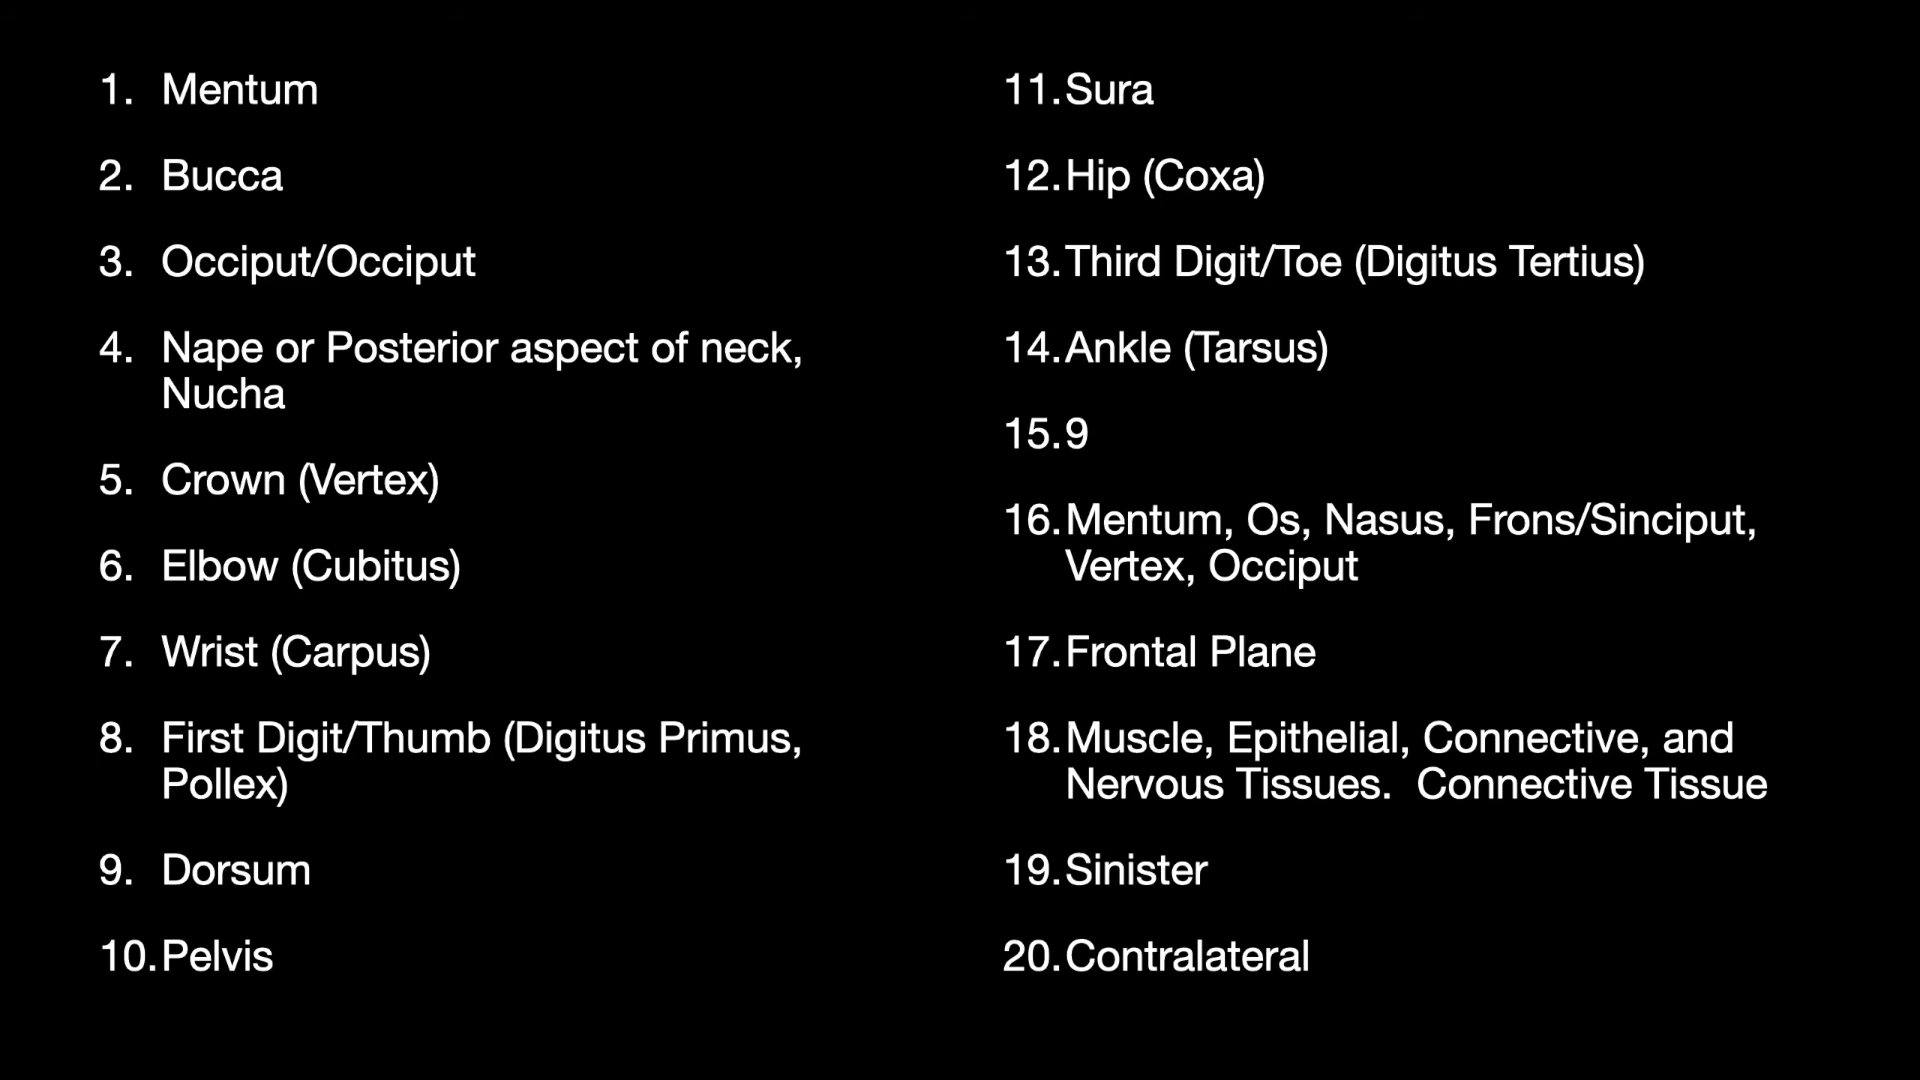 1. Mentum
2. Bucca
3. Occiput/Occiput
4. Nape or Posterior aspect of neck,
Nucha
5. Crown (Vertex)
6. Elbow (Cubitus)
7. Wrist (Carpus)
8. First Digit/Thumb (Digitus Primus,
Pollex)
9. Dorsum
10. Pelvis
11. Sura
12. Hip (Coxa)
13. Third Digit/Toe (Digitus Tertius)
14. Ankle (Tarsus)
15. 9
16. Mentum, Os, Nasus, Frons/Sinciput,
Vertex, Occiput
17. Frontal Plane
18. Muscle, Epithelial, Connective, and
Nervous Tissues.  Connective Tissue
19. Sinister
20. Contralateral